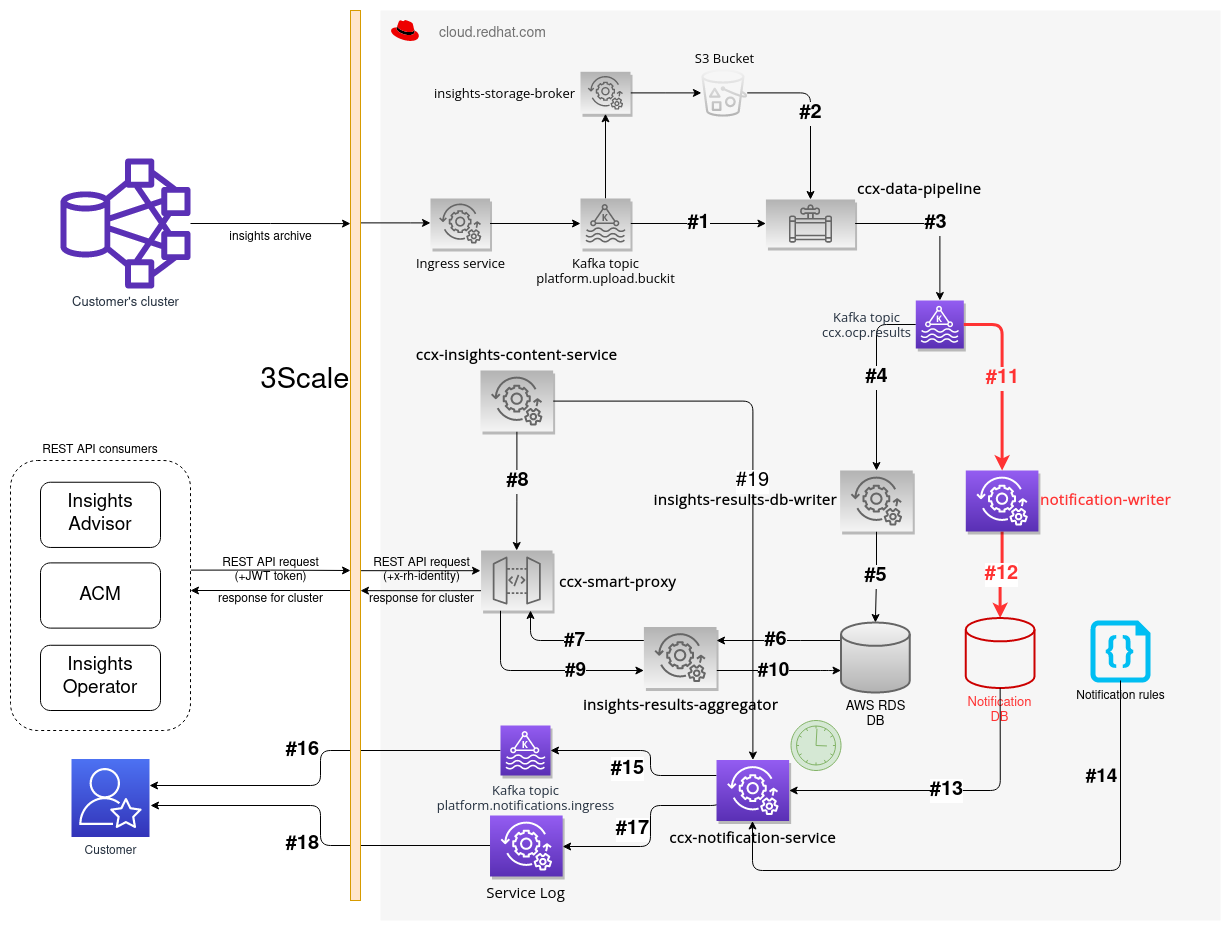 cloud.redhat.com
S3 Bucket
insights-storage-broker
#2
ccx-data-pipeline
#1
#3
insights archive
Ingress service
Kafka topic
platform.upload.buckit
Customer's cluster
Kafka topic
ccx.ocp.results
ccx-insights-content-service
3Scale
#4
#11
REST API consumers
#8
#19
insights-results-db-writer
notification-writer
Insights
Advisor
REST API request
(+JWT token)
response for cluster
REST API request
(+x-rh-identity)
response for cluster
ccx-smart-proxy
#5
#12
ACM
#7
#6
#9
#10
Insights
Operator
insights-results-aggregator
AWS RDS
DB
Notification
DB
Notification rules
#16
#15
Kafka topic
platform.notifications.ingress
#13
#14
#17
#18
ccx-notification-service
Customer
Service Log
K
K
K